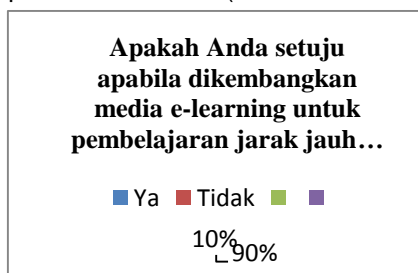 Apakah Anda setuju
apabila dikembangkan
media e-learning untuk
pembelajaran jarak jauh…
Ya Tidak
10%
90%